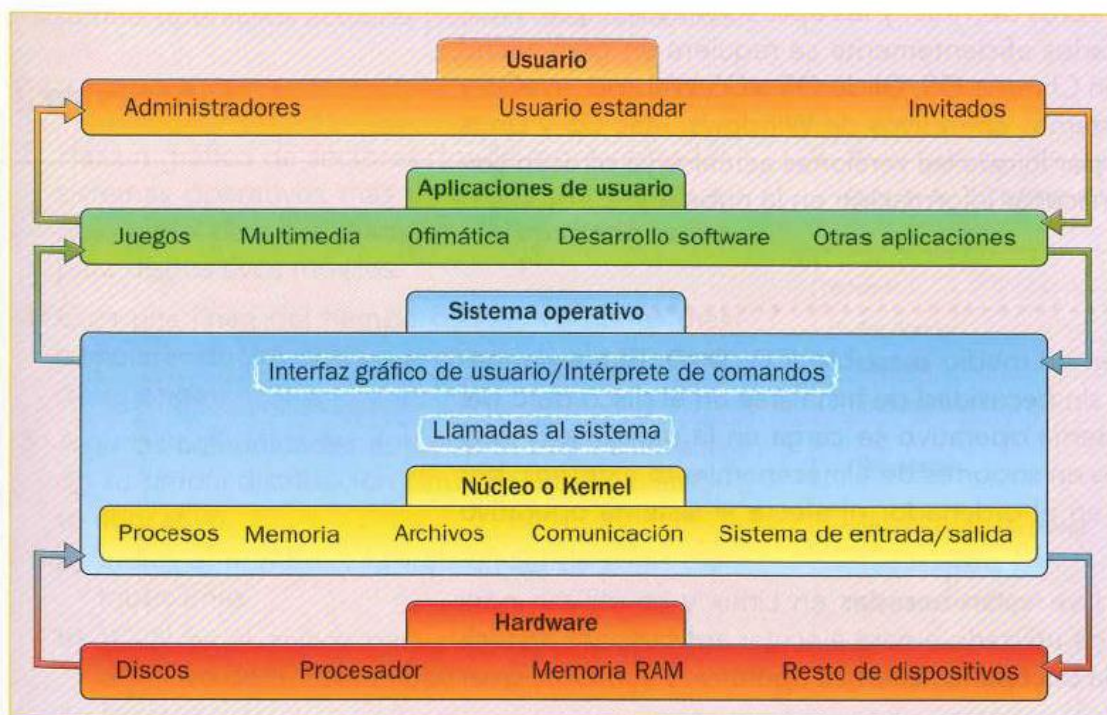 Usuario
Administradores Usuario estandar Invitados
Aplicaciones de usuario
Juegos Multimedia Ofimática Desarrollo software Otras aplicaciones
Sistema operativo
Interfaz gráfico de usuario/Intérprete de comandos
Llamadas al sistema
Núcleo o Kernel
Procesos Memoria Archivos Comunicación Sistema de entrada/salida
Hardware
Discos Procesador Memoria RAM Resto de dispositivos